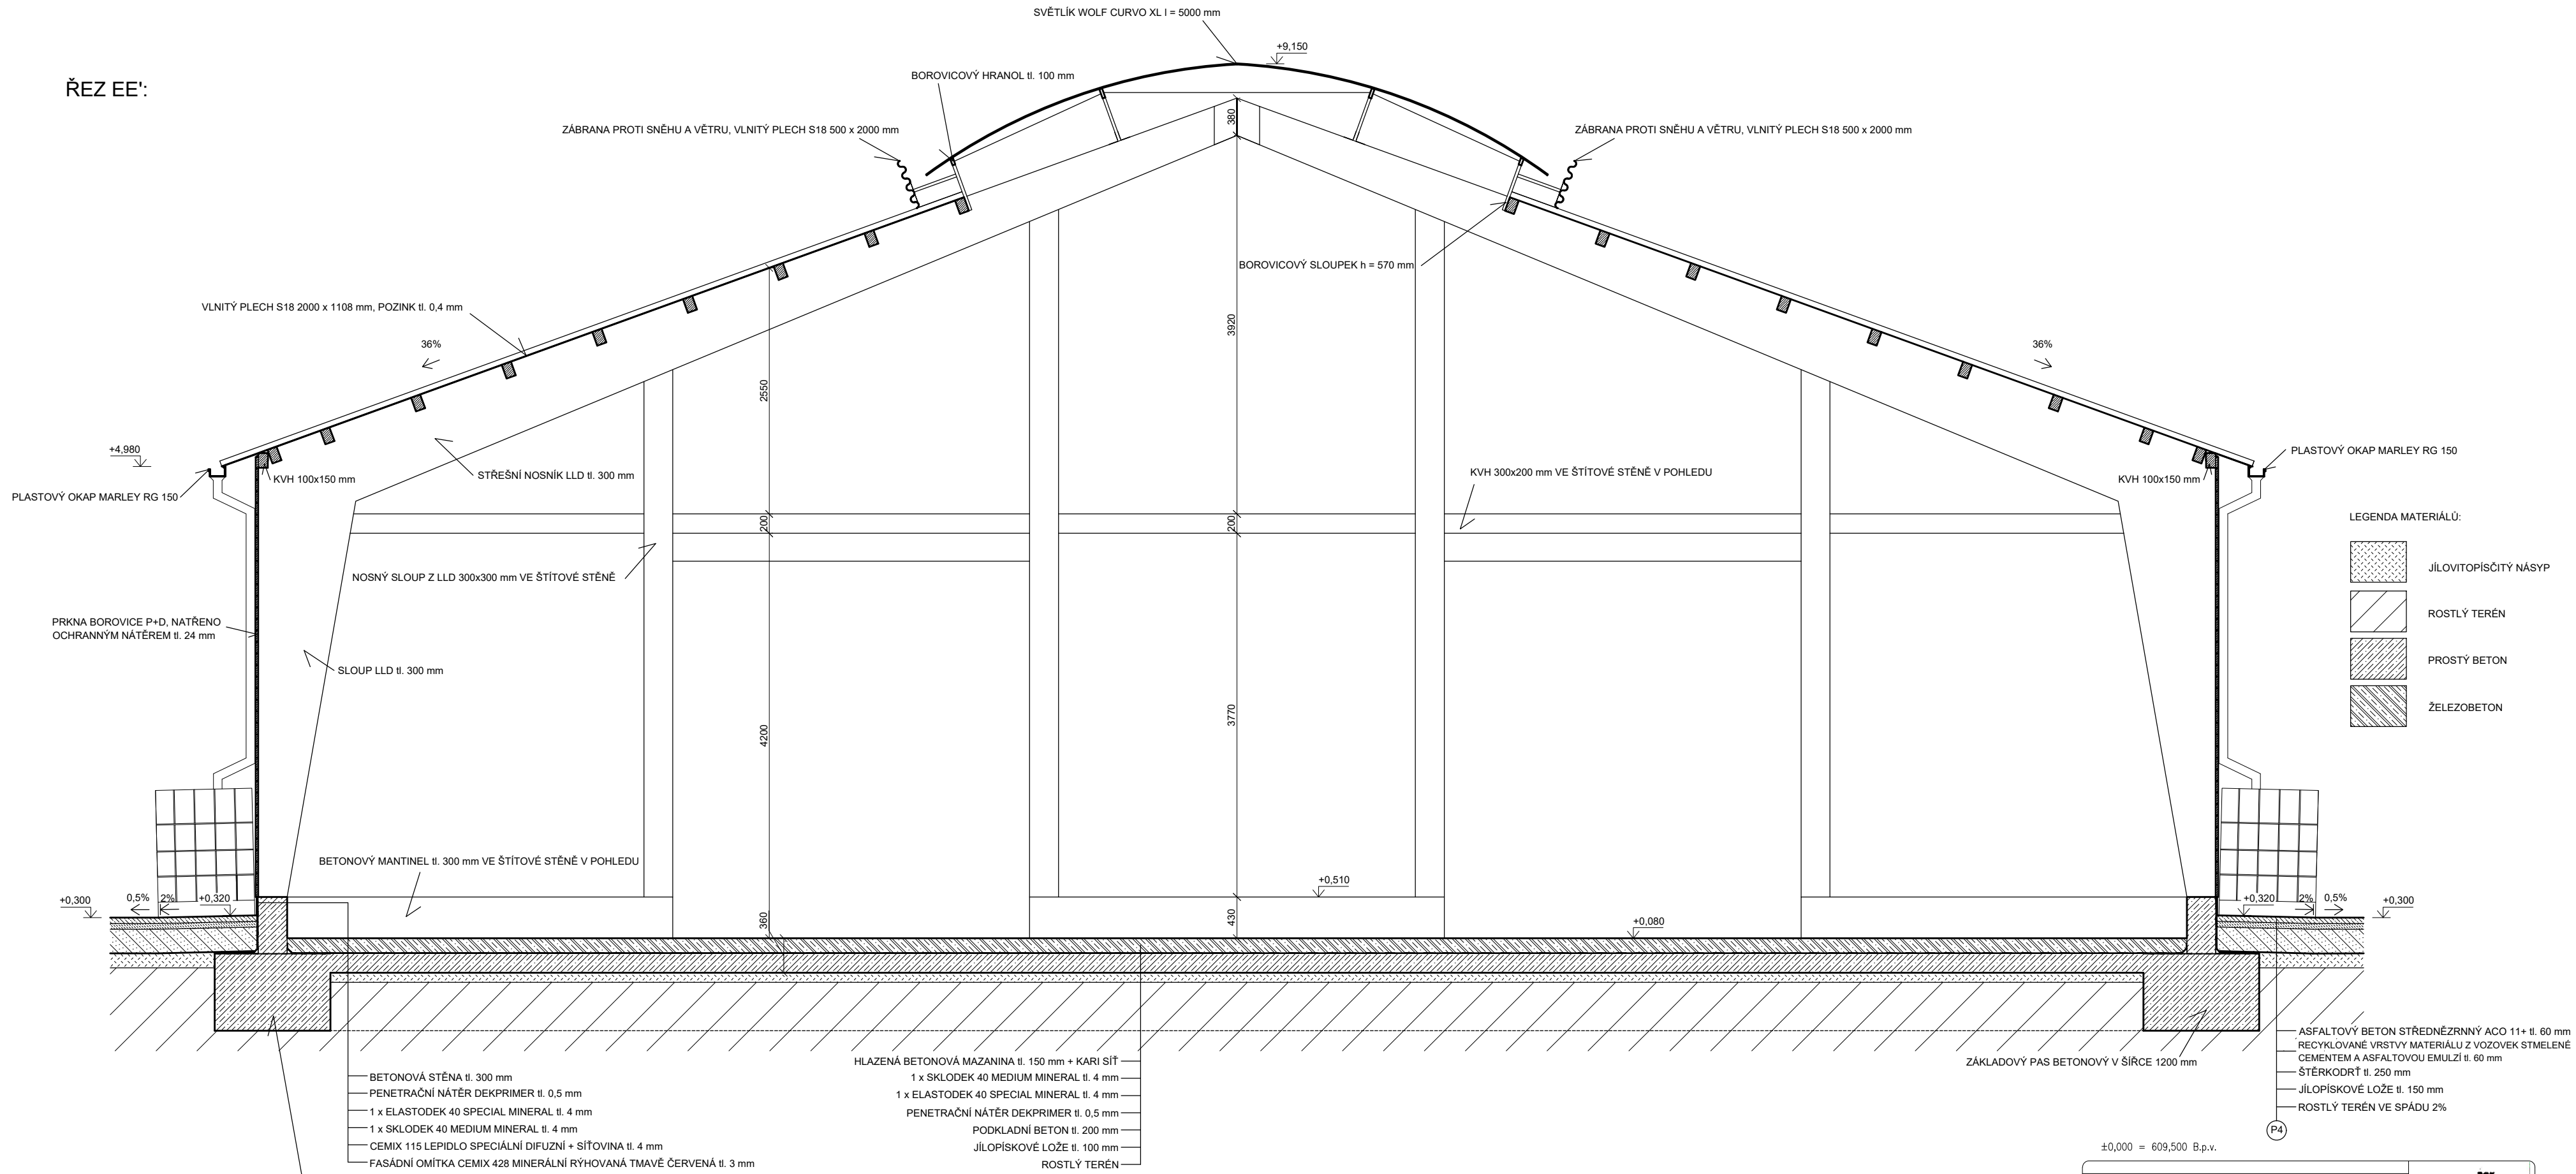 SVĚTLÍK WOLF CURVO XL l = 5000 mm
+9,150
ŘEZ EE':
BOROVICOVÝ HRANOL tl. 100 mm
380
ZÁBRANA PROTI SNĚHU A VĚTRU, VLNITÝ PLECH S18 500 x 2000 mm
ZÁBRANA PROTI SNĚHU A VĚTRU, VLNITÝ PLECH S18 500 x 2000 mm
BOROVICOVÝ SLOUPEK h = 570 mm
VLNITÝ PLECH S18 2000 x 1108 mm, POZINK tl. 0,4 mm
3920
36%
36%
2550
+4,980
PLASTOVÝ OKAP MARLEY RG 150
KVH 100x150 mm
STŘEŠNÍ NOSNÍK LLD tl. 300 mm
KVH 300x200 mm VE ŠTÍTOVÉ STĚNĚ V POHLEDU
KVH 100x150 mm
PLASTOVÝ OKAP MARLEY RG 150
200
200
LEGENDA MATERIÁLŮ:
JÍLOVITOPÍSČITÝ NÁSYP
ROSTLÝ TERÉN
PROSTÝ BETON
ŽELEZOBETON
NOSNÝ SLOUP Z LLD 300x300 mm VE ŠTÍTOVÉ STĚNĚ
PRKNA BOROVICE P+D, NATŘENO
OCHRANNÝM NÁTĚREM tl. 24 mm
SLOUP LLD tl. 300 mm
4200
3770
BETONOVÝ MANTINEL tl. 300 mm VE ŠTÍTOVÉ STĚNĚ V POHLEDU
+0,510
+0,300
0,5%
2%
+0,320
360
430
+0,080
+0,320
2%
0,5%
+0,300
BETONOVÁ STĚNA tl. 300 mm
PENETRAČNÍ NÁTĚR DEKPRIMER tl. 0,5 mm
1 x ELASTODEK 40 SPECIAL MINERAL tl. 4 mm
1 x SKLODEK 40 MEDIUM MINERAL tl. 4 mm
CEMIX 115 LEPIDLO SPECIÁLNÍ DIFUZNÍ + SÍŤOVINA tl. 4 mm
FASÁDNÍ OMÍTKA CEMIX 428 MINERÁLNÍ RÝHOVANÁ TMAVĚ ČERVENÁ tl. 3 mm
HLAZENÁ BETONOVÁ MAZANINA tl. 150 mm + KARI SÍŤ
1 x SKLODEK 40 MEDIUM MINERAL tl. 4 mm
1 x ELASTODEK 40 SPECIAL MINERAL tl. 4 mm
PENETRAČNÍ NÁTĚR DEKPRIMER tl. 0,5 mm
PODKLADNÍ BETON tl. 200 mm
JÍLOPÍSKOVÉ LOŽE tl. 100 mm
ROSTLÝ TERÉN
ZÁKLADOVÝ PAS BETONOVÝ V ŠÍŘCE 1200 mm
ASFALTOVÝ BETON STŘEDNĚZRNNÝ ACO 11+ tl. 60 mm
RECYKLOVANÉ VRSTVY MATERIÁLU Z VOZOVEK STMELENÉ
CEMENTEM A ASFALTOVOU EMULZÍ tl. 60 mm
ŠTĚRKODRŤ tl. 250 mm
JÍLOPÍSKOVÉ LOŽE tl. 150 mm
ROSTLÝ TERÉN VE SPÁDU 2%
P4
±0,000 = 609,500 B.p.v.